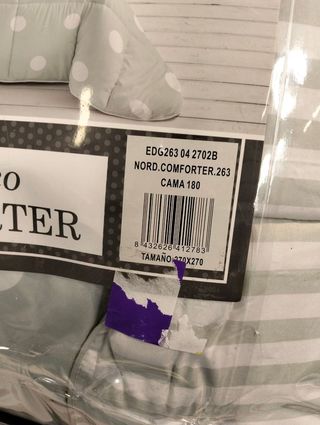 EDG263 04 2702B
NORD.COMFORTER.263
CAMA 180
8 432626 412783
TAMAÑO 270X270